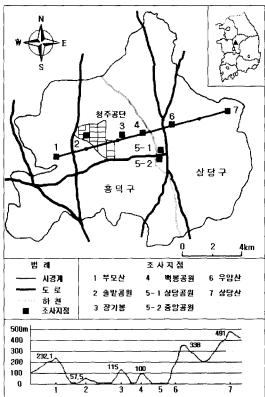 N
W E
S
청주공단
1
2
3
4
5-1
5-2
6
7
흥덕구
상당구
0 2 4km
범 례
시경계
도 로
하 천
조사지점
조 사 지 점
1 부모산
2 솔밭공원
3 장기봉
4 백봉공원
5-1 상당공원
5-2 중앙공원
6 우암산
7 상당산
500m
400
300
200
100
0
232.1
57.5
115
100
338
491
1 2 3 4 5 6 7